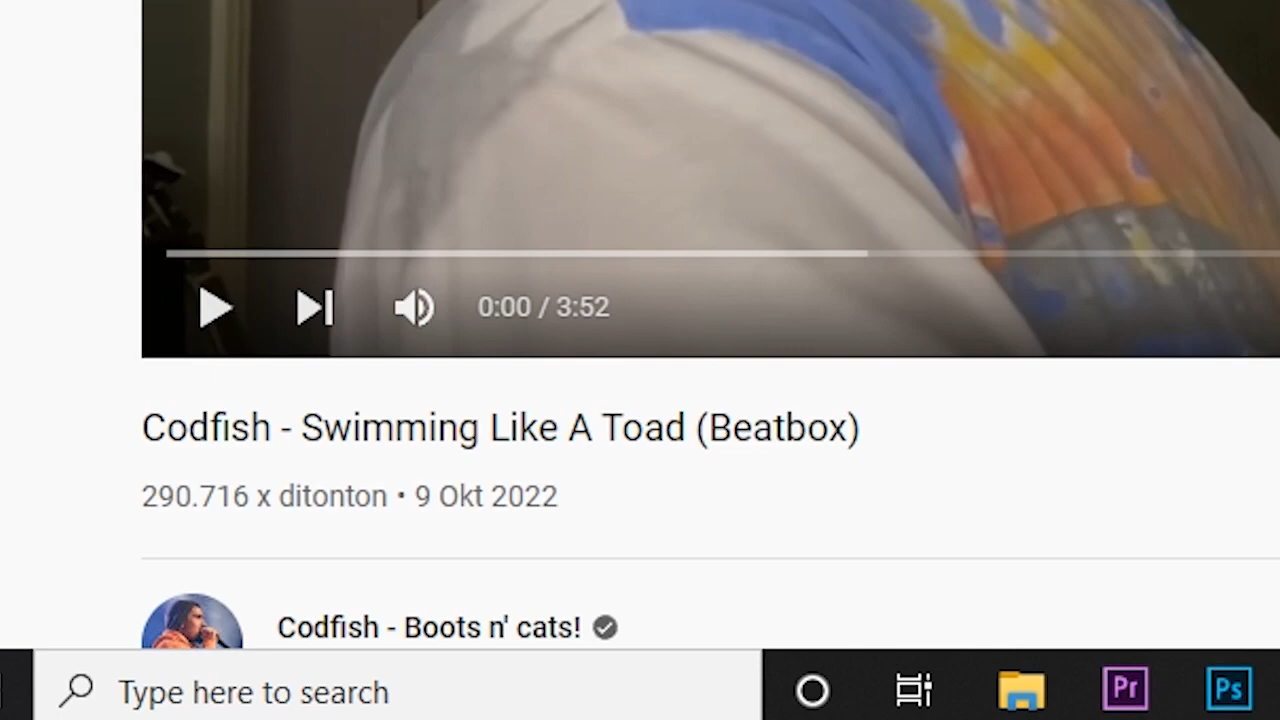 0:00 / 3:52
Codfish - Swimming Like A Toad (Beatbox)
290.716 x ditonton • 9 Okt 2022
Codfish - Boots n' cats!
Type here to search
Pr
Ps